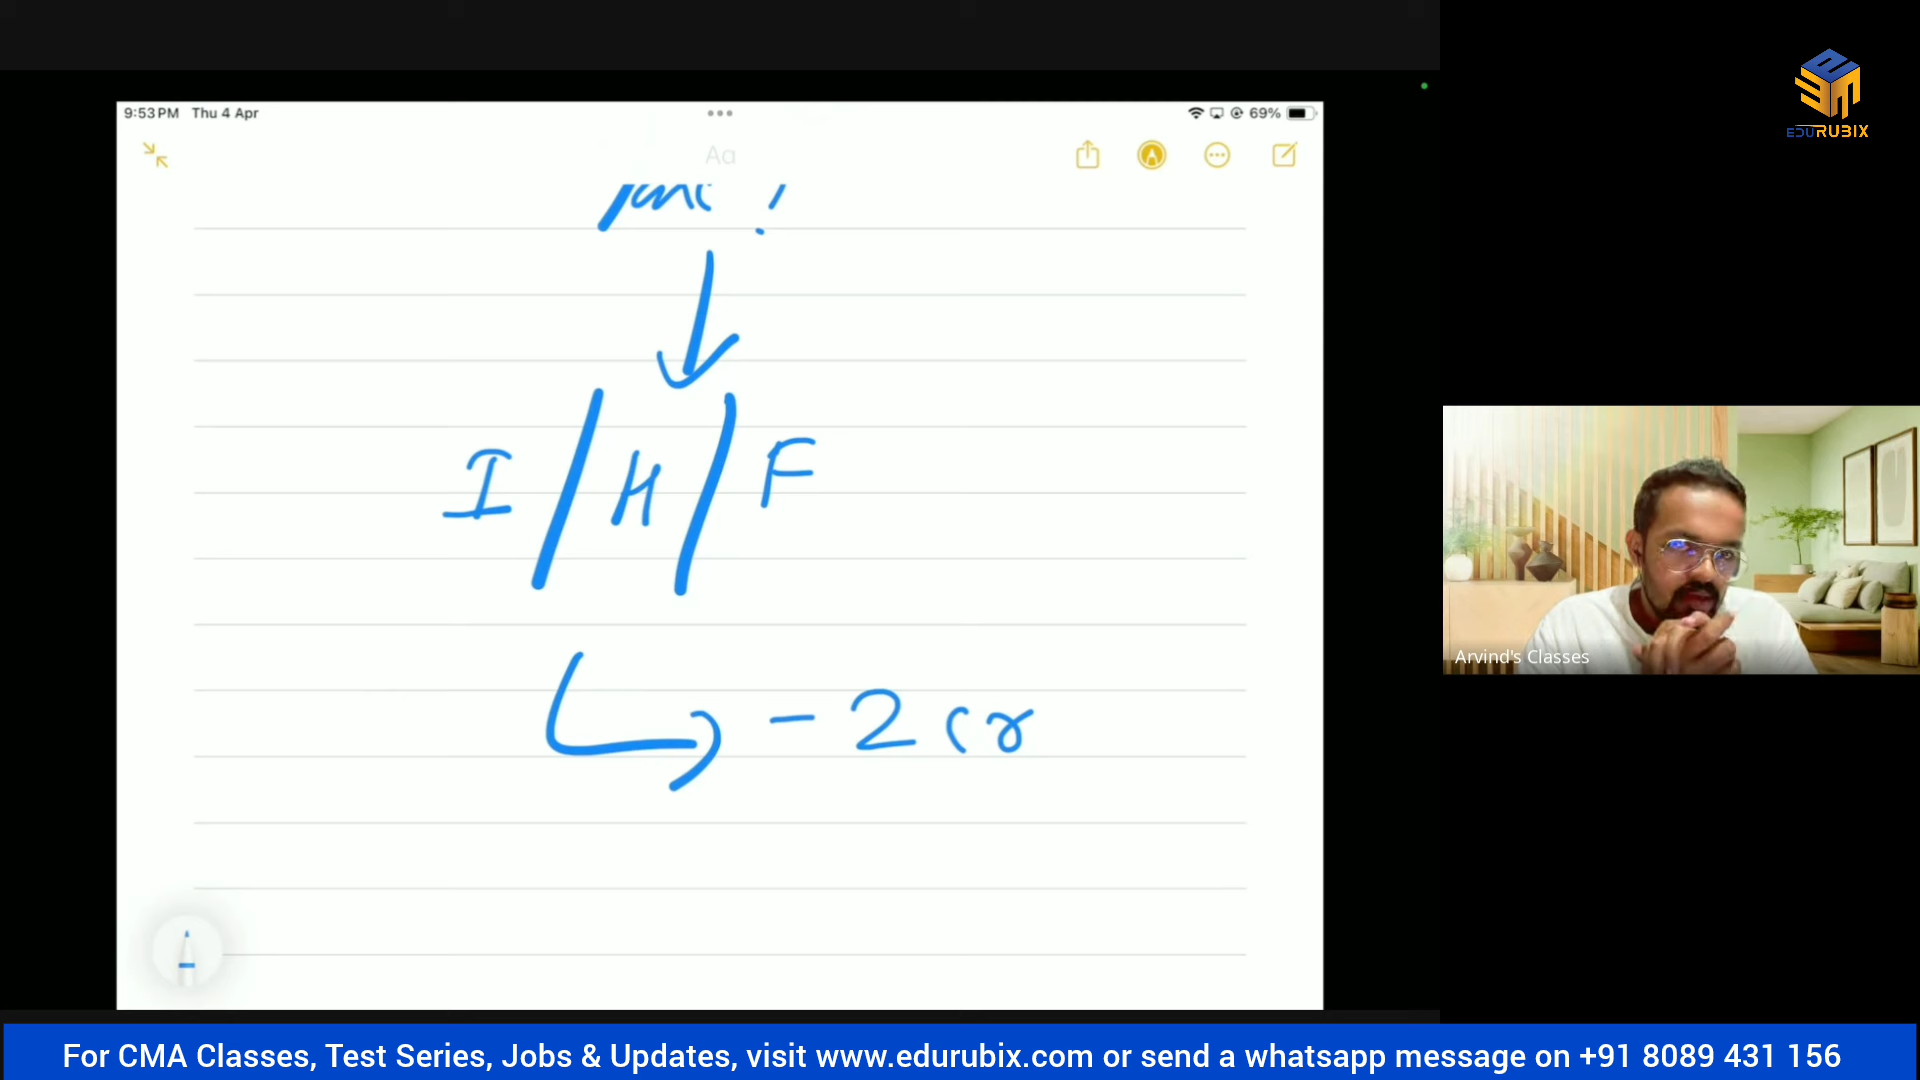 EDURUBIX
9:53 PM Thu 4 Apr
69%
Aa
I / H / F
- 2 Cr
Arvind's Classes
For CMA Classes, Test Series, Jobs & Updates, visit www.edurubix.com or send a whatsapp message on +91 8089 431 156